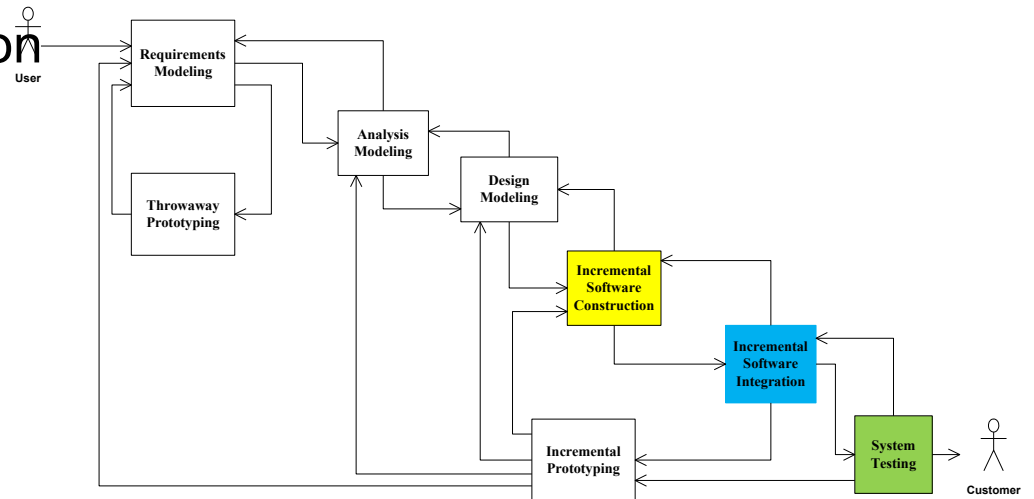 on
User
Requirements
Modeling
Analysis
Modeling
Throwaway
Prototyping
Design
Modeling
Incremental
Software
Construction
Incremental
Software
Integration
Incremental
Prototyping
System
Testing
Customer